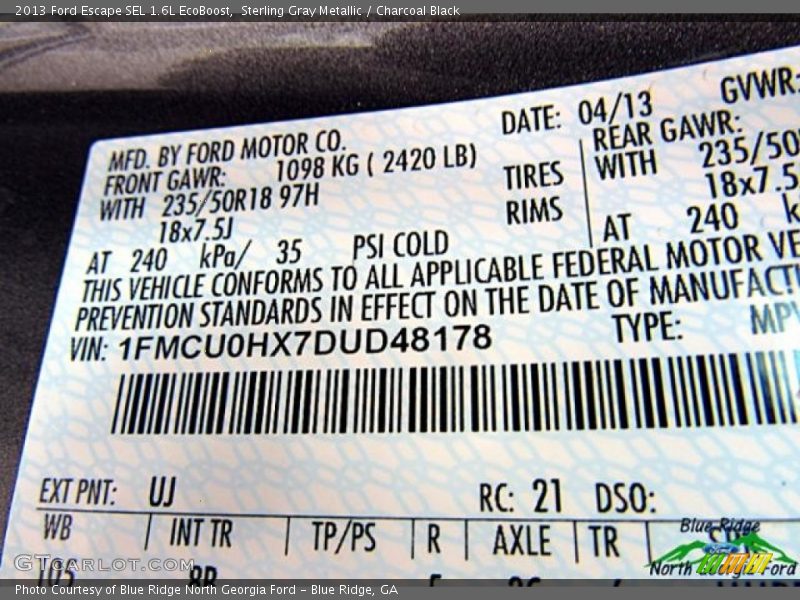 2013 Ford Escape SEL 1.6L EcoBoost, Sterling Gray Metallic / Charcoal Black
MFD. BY FORD MOTOR CO. DATE: 04/13 GVWR:
FRONT GAWR: 1098 KG ( 2420 LB) REAR GAWR:
WITH 235/50R18 97H TIRES WITH 235/50
18x7.5J RIMS 18x7.5
AT 240 kPa/ 35 PSI COLD AT 240 k
THIS VEHICLE CONFORMS TO ALL APPLICABLE FEDERAL MOTOR VE
PREVENTION STANDARDS IN EFFECT ON THE DATE OF MANUFACTU
VIN: 1FMCU0HX7DUD48178 TYPE: MPV
EXT PNT: UJ RC: 21 DSO:
WB INT TR TP/PS R AXLE TR
105 8B
Blue Ridge
Ford
North Georgia Ford
GTcarlot.com
Photo Courtesy of Blue Ridge North Georgia Ford – Blue Ridge, GA